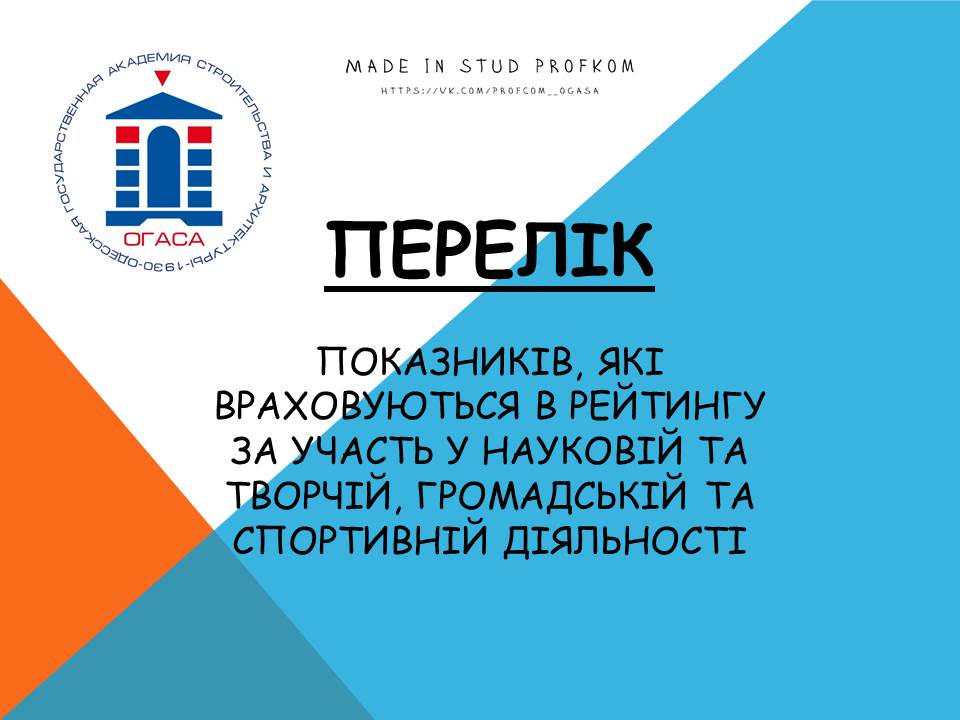 MADE IN STUD PROFKOM
HTTPS://VK.COM/PROFCOM__OGASA
ОДЕССКАЯ ГОСУДАРСТВЕННАЯ АКАДЕМИЯ СТРОИТЕЛЬСТВА И АРХИТЕКТУРЫ-1930-
ОГАСА
ПЕРЕЛІК
ПОКАЗНИКІВ, ЯКІ
ВРАХОВУЮТЬСЯ В РЕЙТИНГУ
ЗА УЧАСТЬ У НАУКОВІЙ ТА
ТВОРЧІЙ, ГРОМАДСЬКІЙ ТА
СПОРТИВНІЙ ДІЯЛЬНОСТІ